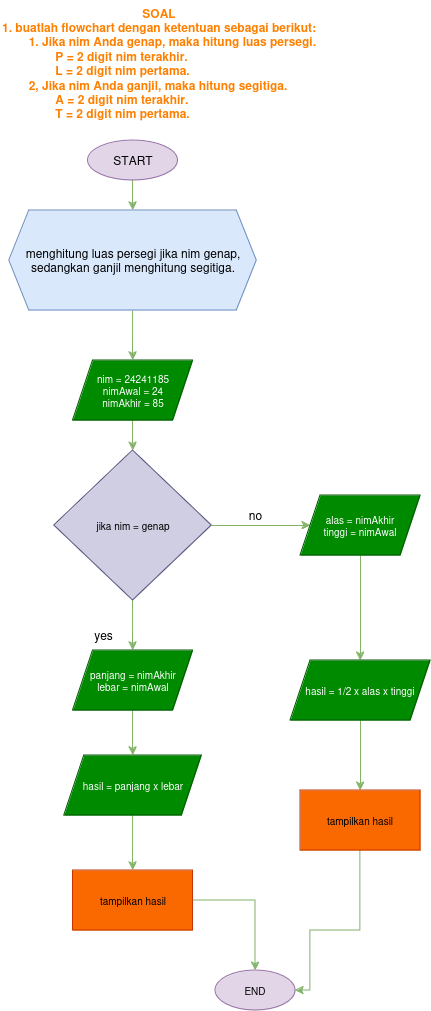 SOAL
1. buatlah flowchart dengan ketentuan sebagai berikut:
1. Jika nim Anda genap, maka hitung luas persegi.
P = 2 digit nim terakhir.
L = 2 digit nim pertama.
2, Jika nim Anda ganjil, maka hitung segitiga.
A = 2 digit nim terakhir.
T = 2 digit nim pertama.
START
menghitung luas persegi jika nim genap,
sedangkan ganjil menghitung segitiga.
nim = 24241185
nimAwal = 24
nimAkhir = 85
jika nim = genap
no
alas = nimAkhir
tinggi = nimAwal
yes
panjang = nimAkhir
lebar = nimAwal
hasil = 1/2 x alas x tinggi
hasil = panjang x lebar
tampilkan hasil
tampilkan hasil
END